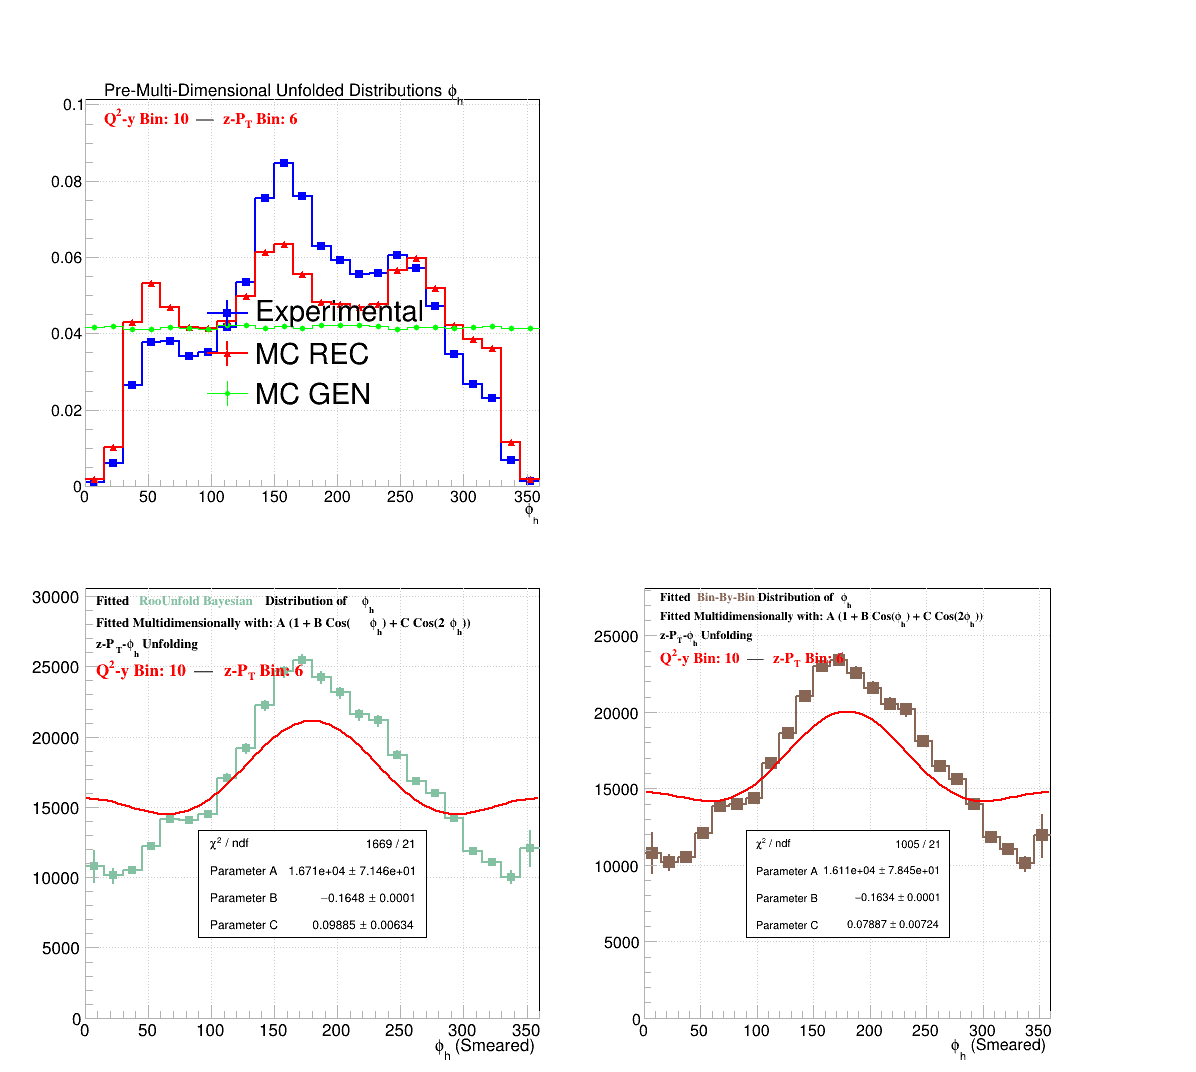 Pre-Multi-Dimensional Unfolded Distributions ϕh
Q2-y Bin: 10 — z-PT Bin: 6
0.1
0.08
0.06
0.04
0.02
0
Experimental
MC REC
MC GEN
0 50 100 150 200 250 300 350
ϕh
Fitted RooUnfold Bayesian Distribution of ϕh
Fitted Multidimensionally with: A (1 + B Cos( ϕh) + C Cos(2 ϕh))
z-PT-ϕh Unfolding
Q2-y Bin: 10 — z-PT Bin: 6
30000
25000
20000
15000
10000
5000
0
χ2 / ndf 1669 / 21
Parameter A 1.671e+04 ± 7.146e+01
Parameter B −0.1648 ± 0.0001
Parameter C 0.09885 ± 0.00634
0 50 100 150 200 250 300 350
ϕh (Smeared)
Fitted Bin-By-Bin Distribution of ϕh
Fitted Multidimensionally with: A (1 + B Cos(ϕh) + C Cos(2ϕh))
z-PT-ϕh Unfolding
Q2-y Bin: 10 — z-PT Bin: 6
25000
20000
15000
10000
5000
0
χ2 / ndf 1005 / 21
Parameter A 1.611e+04 ± 7.845e+01
Parameter B −0.1634 ± 0.0001
Parameter C 0.07887 ± 0.00724
0 50 100 150 200 250 300 350
ϕh (Smeared)